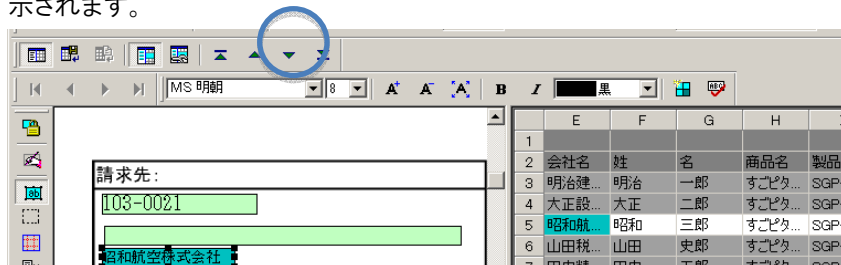 示されます。
MS 明朝 8 A+ A- A B I 黒
ab ABC
E F G H
1
請求先:
2 会社名 姓 名 商品名 製品
3 明治建... 明治 一郎 すごピタ... SGP-
103-0021
4 大正設... 大正 二郎 すごピタ... SGP-
5 昭和航... 昭和 三郎 すごピタ... SGP-
昭和航空株式会社
6 山田税... 山田 史郎 すごピタ... SGP-